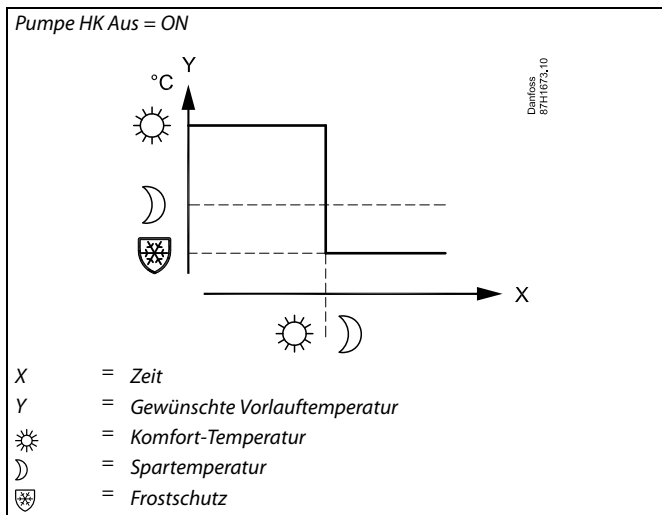 Pumpe HK Aus = ON
Y
°C
Danfoss
87H1673.10
X
X = Zeit
Y = Gewünschte Vorlauftemperatur
= Komfort-Temperatur
= Spartemperatur
= Frostschutz